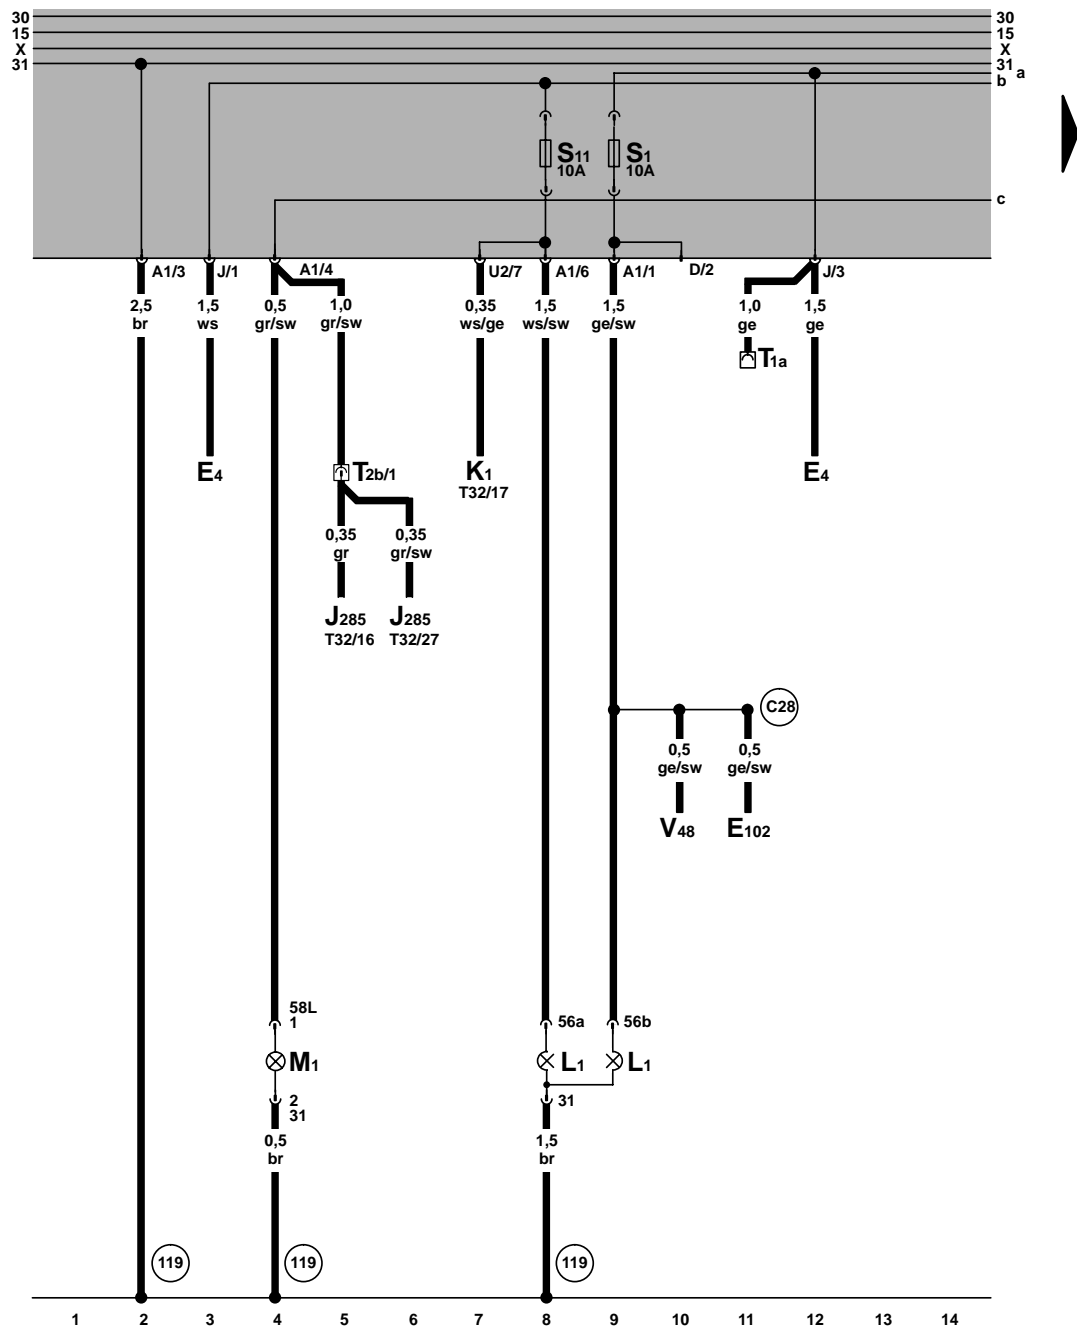 30 30
15 15
X X
31 31
a
b
S11 S1
10A 10A
c
A1/3 J/1 A1/4 U2/7 A1/6 A1/1 D/2 J/3
2,5 1,5 0,5 1,0 0,35 1,5 1,5 1,0 1,5
br ws gr/sw gr/sw ws/ge ws/sw ge/sw ge ge
T1a
E4 T2b/1 K1 E4
T32/17
0,35 0,35
gr gr/sw
J285 J285
T32/16 T32/27
C28
0,5 0,5
ge/sw ge/sw
V48 E102
58L
1 56a 56b
M1 L1 L1
2 31
31
0,5 1,5
br br
119 119 119
1 2 3 4 5 6 7 8 9 10 11 12 13 14